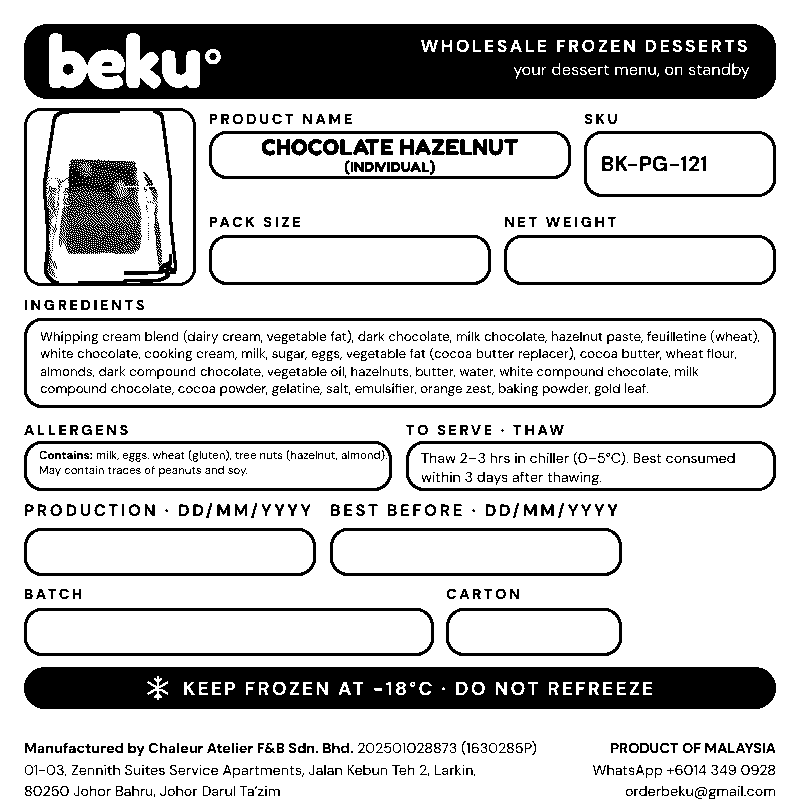 beku°
WHOLESALE FROZEN DESSERTS
your dessert menu, on standby
PRODUCT NAME
CHOCOLATE HAZELNUT
(INDIVIDUAL)
SKU
BK-PG-121
PACK SIZE
NET WEIGHT
INGREDIENTS
Whipping cream blend (dairy cream, vegetable fat), dark chocolate, milk chocolate, hazelnut paste, feuilletine (wheat),
white chocolate, cooking cream, milk, sugar, eggs, vegetable fat (cocoa butter replacer), cocoa butter, wheat flour,
almonds, dark compound chocolate, vegetable oil, hazelnuts, butter, water, white compound chocolate, milk
compound chocolate, cocoa powder, gelatine, salt, emulsifier, orange zest, baking powder, gold leaf.
ALLERGENS
Contains: milk, eggs, wheat (gluten), tree nuts (hazelnut, almond).
May contain traces of peanuts and soy.
TO SERVE · THAW
Thaw 2–3 hrs in chiller (0–5°C). Best consumed
within 3 days after thawing.
PRODUCTION · DD/MM/YYYY
BEST BEFORE · DD/MM/YYYY
BATCH
CARTON
KEEP FROZEN AT -18°C · DO NOT REFREEZE
Manufactured by Chaleur Atelier F&B Sdn. Bhd. 202501028873 (1630286P)
01-03, Zennith Suites Service Apartments, Jalan Kebun Teh 2, Larkin,
80250 Johor Bahru, Johor Darul Ta'zim
PRODUCT OF MALAYSIA
WhatsApp +6014 349 0928
orderbeku@gmail.com